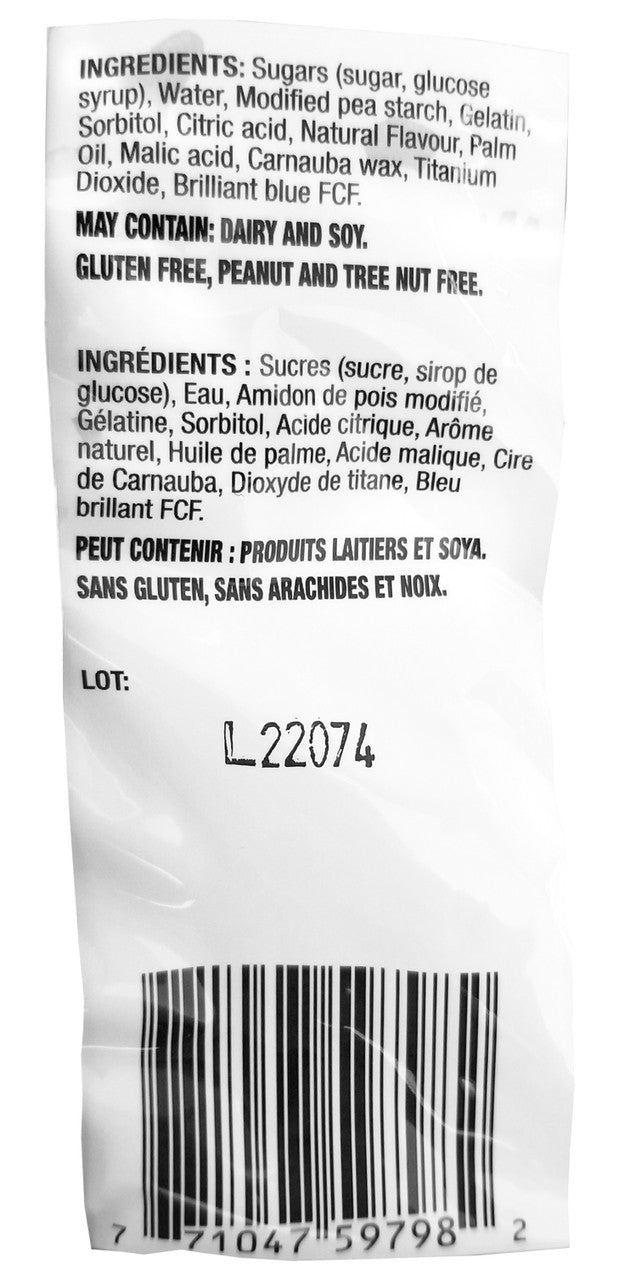 INGREDIENTS: Sugars (sugar, glucose
syrup), Water, Modified pea starch, Gelatin,
Sorbitol, Citric acid, Natural Flavour, Palm
Oil, Malic acid, Carnauba wax, Titanium
Dioxide, Brilliant blue FCF.
MAY CONTAIN: DAIRY AND SOY.
GLUTEN FREE, PEANUT AND TREE NUT FREE.
INGRÉDIENTS : Sucres (sucre, sirop de
glucose), Eau, Amidon de pois modifié,
Gélatine, Sorbitol, Acide citrique, Arôme
naturel, Huile de palme, Acide malique, Cire
de Carnauba, Dioxyde de titane, Bleu
brillant FCF.
PEUT CONTENIR : PRODUITS LAITIERS ET SOYA.
SANS GLUTEN, SANS ARACHIDES ET NOIX.
LOT:
L22074
7 71047 59798 2